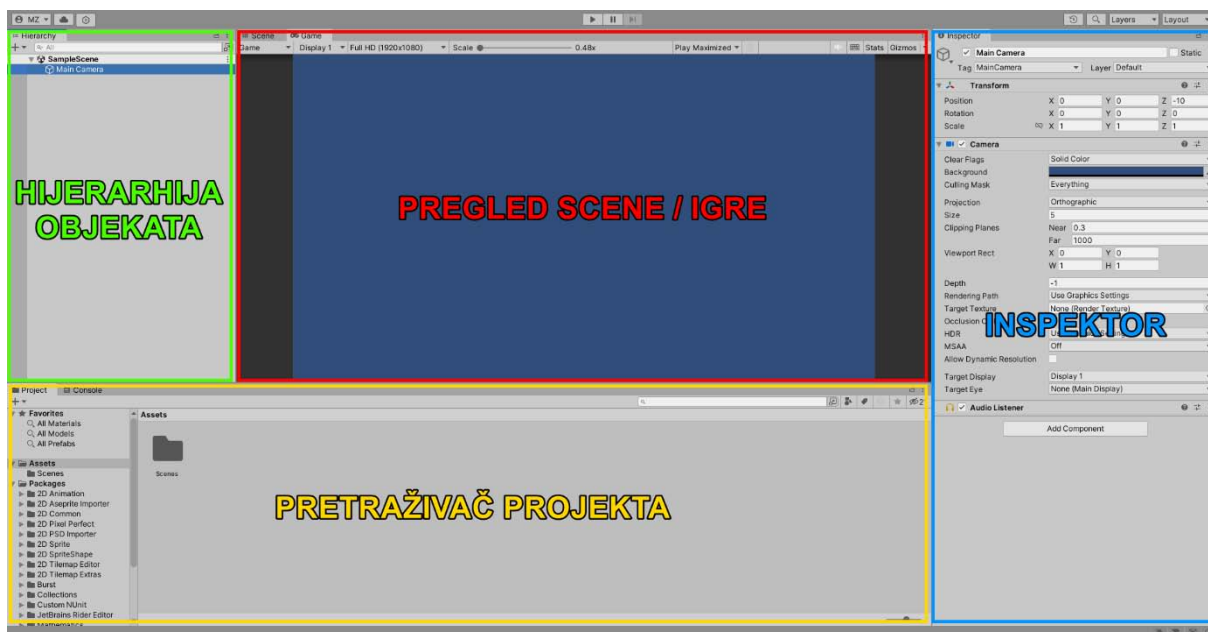 MZ
Layers
Layout
Hierarchy
All
SampleScene
Main Camera
HIJERARHIJA
OBJEKATA
Scene Game
Game Display 1 Full HD (1920x1080) Scale 0.48x Play Maximized Stats Gizmos
PREGLED SCENE / IGRE
Inspector
Main Camera Static
Tag MainCamera Layer Default
Transform
Position X 0 Y 0 Z -10
Rotation X 0 Y 0 Z 0
Scale X 1 Y 1 Z 1
Camera
Clear Flags Solid Color
Background
Culling Mask Everything
Projection Orthographic
Size 5
Clipping Planes Near 0.3
Far 1000
Viewport Rect X 0 Y 0
W 1 H 1
Depth -1
Rendering Path Use Graphics Settings
Target Texture None (Render Texture)
Occlusion
INSPEKTOR
HDR
MSAA Off
Allow Dynamic Resolution
Target Display Display 1
Target Eye None (Main Display)
Audio Listener
Add Component
Project Console
2
Favorites
All Materials
All Models
All Prefabs
Assets
Scenes
Packages
2D Animation
2D Aseprite Importer
2D Common
2D Pixel Perfect
2D PSD Importer
2D Sprite
2D SpriteShape
2D Tilemap Editor
2D Tilemap Extras
Burst
Collections
Custom NUnit
JetBrains Rider Editor
Mathematics
Assets
Scenes
PRETRAŽIVAČ PROJEKTA